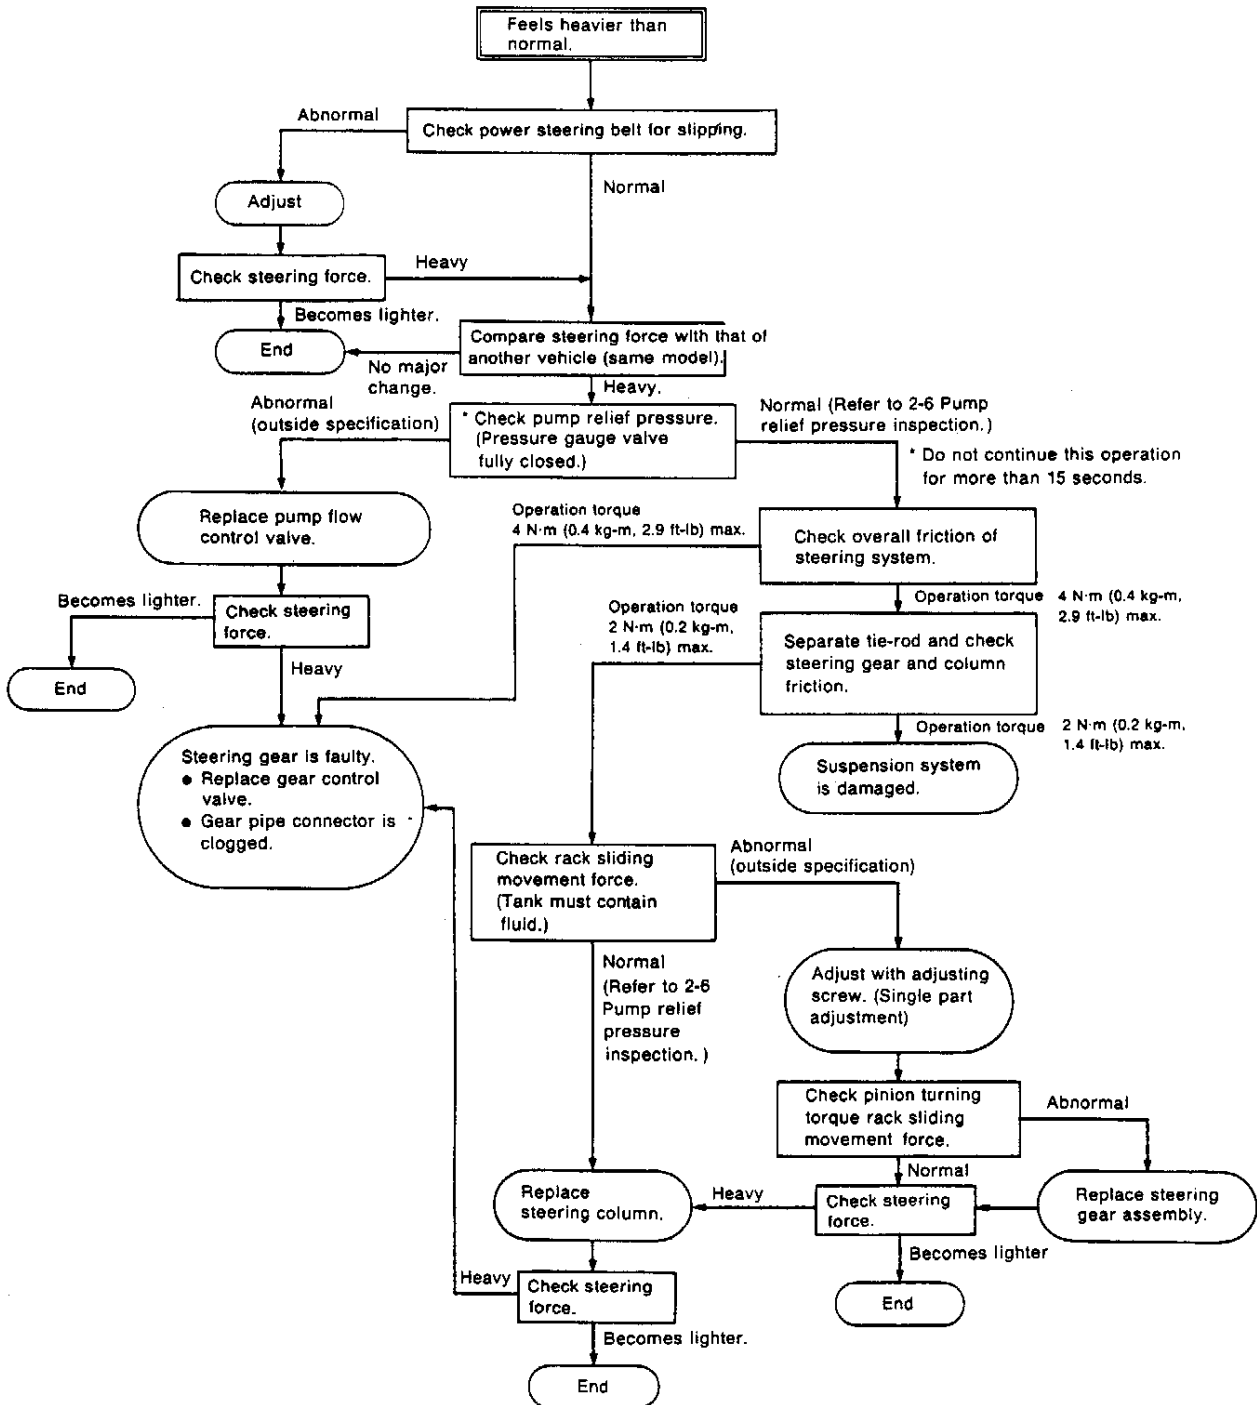 Feels heavier than
normal.
Abnormal
Check power steering belt for slipping.
Normal
Adjust
Check steering force.
Heavy
Becomes lighter.
End
Compare steering force with that of
another vehicle (same model).
No major
change.
Heavy.
Abnormal
(outside specification)
* Check pump relief pressure.
(Pressure gauge valve
fully closed.)
Normal (Refer to 2-6 Pump
relief pressure inspection.)
* Do not continue this operation
for more than 15 seconds.
Replace pump flow
control valve.
Operation torque
4 N·m (0.4 kg-m, 2.9 ft-lb) max.
Check overall friction of
steering system.
Becomes lighter.
Check steering
force.
Operation torque 4 N·m (0.4 kg-m,
2.9 ft-lb) max.
Operation torque
2 N·m (0.2 kg-m,
1.4 ft-lb) max.
Separate tie-rod and check
steering gear and column
friction.
End
Heavy
Operation torque 2 N·m (0.2 kg-m,
1.4 ft-lb) max.
Steering gear is faulty.
● Replace gear control
valve.
● Gear pipe connector is
clogged.
Suspension system
is damaged.
Check rack sliding
movement force.
(Tank must contain
fluid.)
Abnormal
(outside specification)
Normal
(Refer to 2-6
Pump relief
pressure
inspection. )
Adjust with adjusting
screw. (Single part
adjustment)
Check pinion turning
torque rack sliding
movement force.
Abnormal
Normal
Replace
steering column.
Heavy
Check steering
force.
Replace steering
gear assembly.
Becomes lighter
Heavy
Check steering
force.
End
Becomes lighter.
End